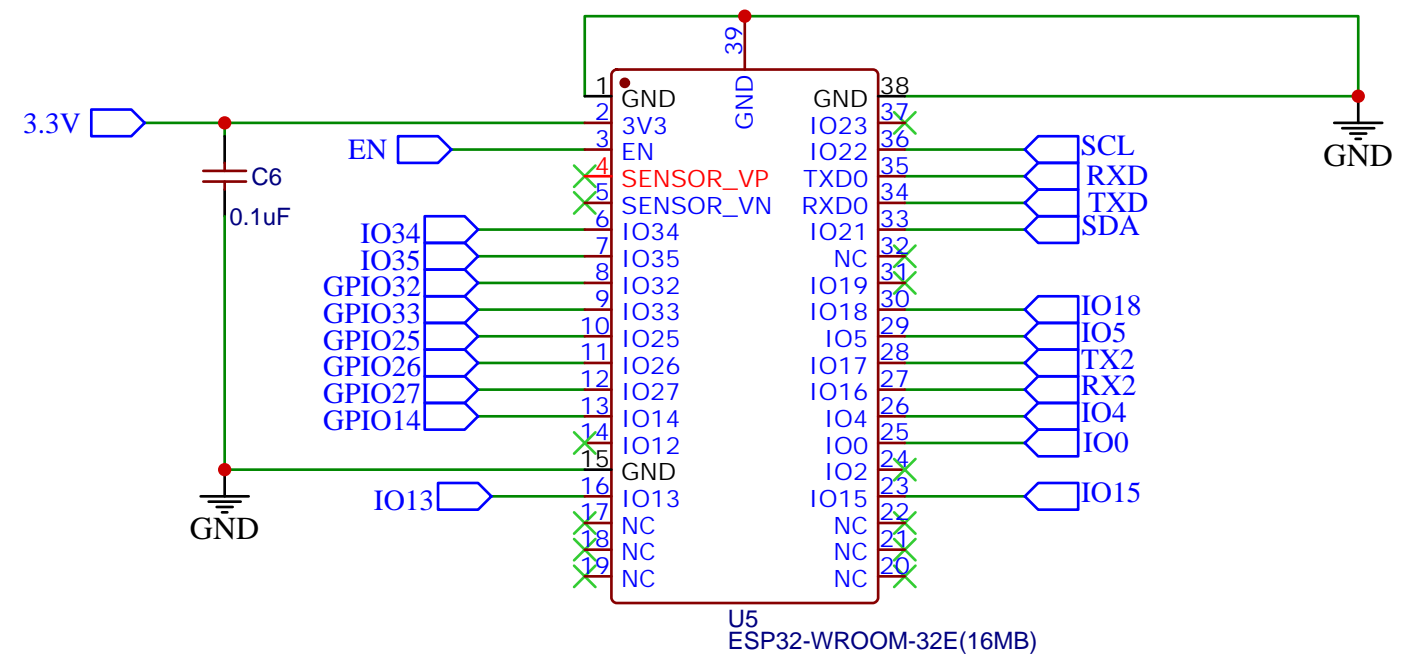 39
1
GND
GND
GND
38
3.3V
2
3V3
IO23
37
EN
3
EN
IO22
36
SCL
4
SENSOR_VP
TXD0
35
RXD
C6
5
SENSOR_VN
RXD0
34
TXD
0.1uF
IO34
6
IO34
IO21
33
SDA
GND
IO35
7
IO35
NC
32
GPIO32
8
IO32
IO19
31
GPIO33
9
IO33
IO18
30
IO18
GPIO25
10
IO25
IO5
29
IO5
GPIO26
11
IO26
IO17
28
TX2
GPIO27
12
IO27
IO16
27
RX2
GPIO14
13
IO14
IO4
26
IO4
14
IO12
IO0
25
IO0
15
GND
IO2
24
GND
IO13
16
IO13
IO15
23
IO15
17
NC
NC
22
18
NC
NC
21
19
NC
NC
20
U5
ESP32-WROOM-32E(16MB)